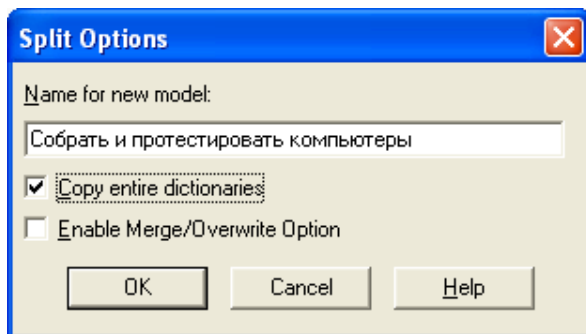 Split Options
Name for new model:
Собрать и протестировать компьютеры
Copy entire dictionaries
Enable Merge/Overwrite Option
OK Cancel Help